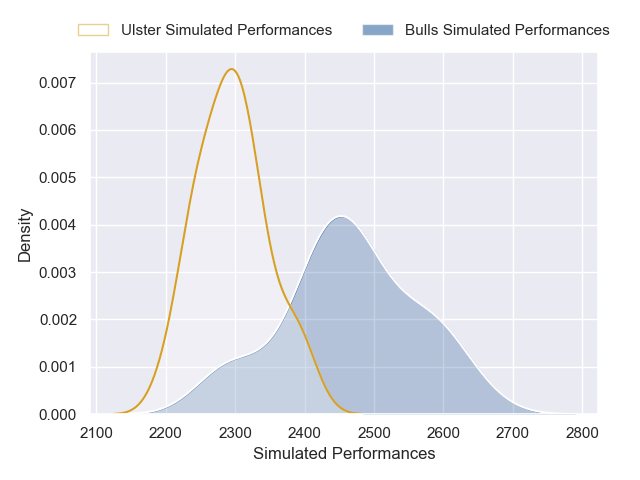 Ulster Simulated Performances Bulls Simulated Performances
0.007
0.006
0.005
0.004
0.003
0.002
0.001
0.000
Density
2100 2200 2300 2400 2500 2600 2700 2800
Simulated Performances